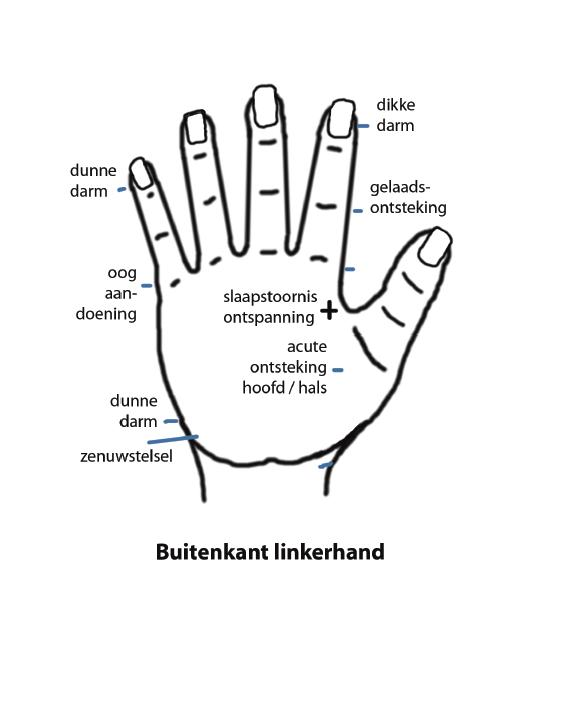 dikke
darm
dunne
darm
gelaads-
ontsteking
oog
aan-
doening
slaapstoornis
ontspanning
acute
ontsteking
hoofd / hals
dunne
darm
zenuwstelsel
Buitenkant linkerhand